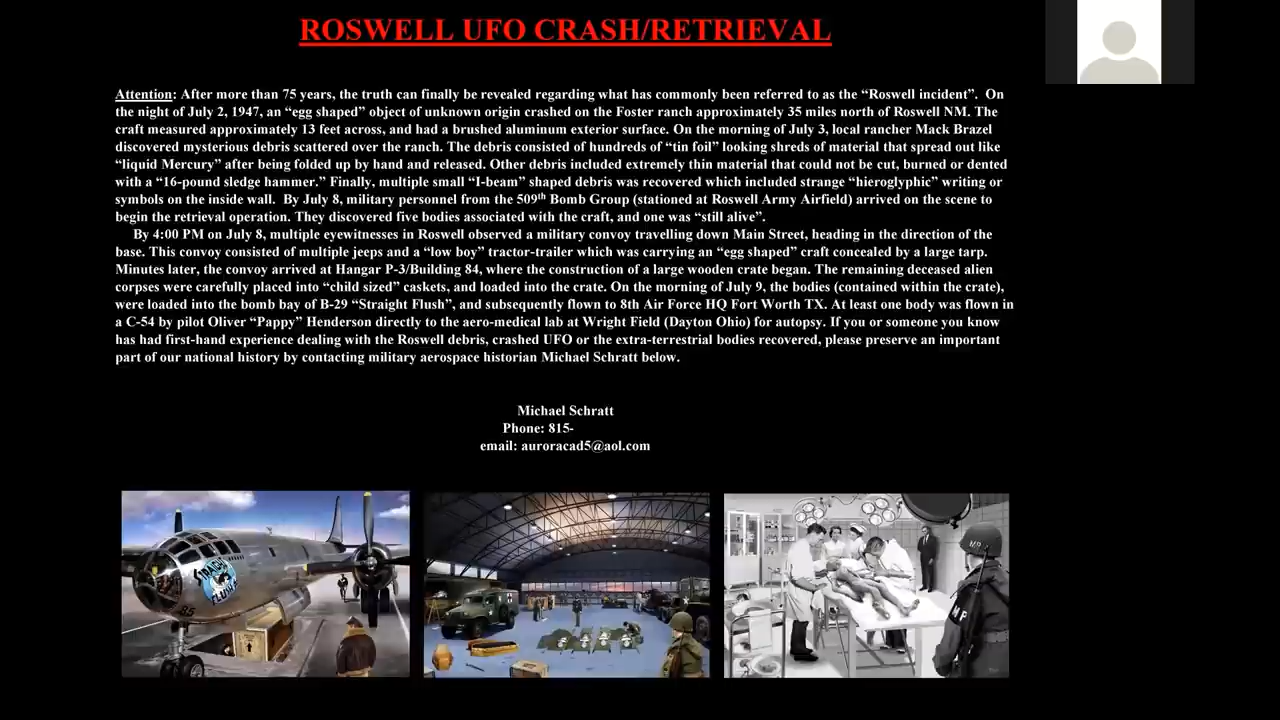 ROSWELL UFO CRASH/RETRIEVAL
Attention: After more than 75 years, the truth can finally be revealed regarding what has commonly been referred to as the “Roswell incident”. On
the night of July 2, 1947, an “egg shaped” object of unknown origin crashed on the Foster ranch approximately 35 miles north of Roswell NM. The
craft measured approximately 13 feet across, and had a brushed aluminum exterior surface. On the morning of July 3, local rancher Mack Brazel
discovered mysterious debris scattered over the ranch. The debris consisted of hundreds of “tin foil” looking shreds of material that spread out like
“liquid Mercury” after being folded up by hand and released. Other debris included extremely thin material that could not be cut, burned or dented
with a “16-pound sledge hammer.” Finally, multiple small “I-beam” shaped debris was recovered which included strange “hieroglyphic” writing or
symbols on the inside wall. By July 8, military personnel from the 509th Bomb Group (stationed at Roswell Army Airfield) arrived on the scene to
begin the retrieval operation. They discovered five bodies associated with the craft, and one was “still alive”.
By 4:00 PM on July 8, multiple eyewitnesses in Roswell observed a military convoy travelling down Main Street, heading in the direction of the
base. This convoy consisted of multiple jeeps and a “low boy” tractor-trailer which was carrying an “egg shaped” craft concealed by a large tarp.
Minutes later, the convoy arrived at Hangar P-3/Building 84, where the construction of a large wooden crate began. The remaining deceased alien
corpses were carefully placed into “child sized” caskets, and loaded into the crate. On the morning of July 9, the bodies (contained within the crate),
were loaded into the bomb bay of B-29 “Straight Flush”, and subsequently flown to 8th Air Force HQ Fort Worth TX. At least one body was flown in
a C-54 by pilot Oliver “Pappy” Henderson directly to the aero-medical lab at Wright Field (Dayton Ohio) for autopsy. If you or someone you know
has had first-hand experience dealing with the Roswell debris, crashed UFO or the extra-terrestrial bodies recovered, please preserve an important
part of our national history by contacting military aerospace historian Michael Schratt below.
Michael Schratt
Phone: 815-
email: auroracad5@aol.com
STRAIGHT
FLUSH
85
MP
MP